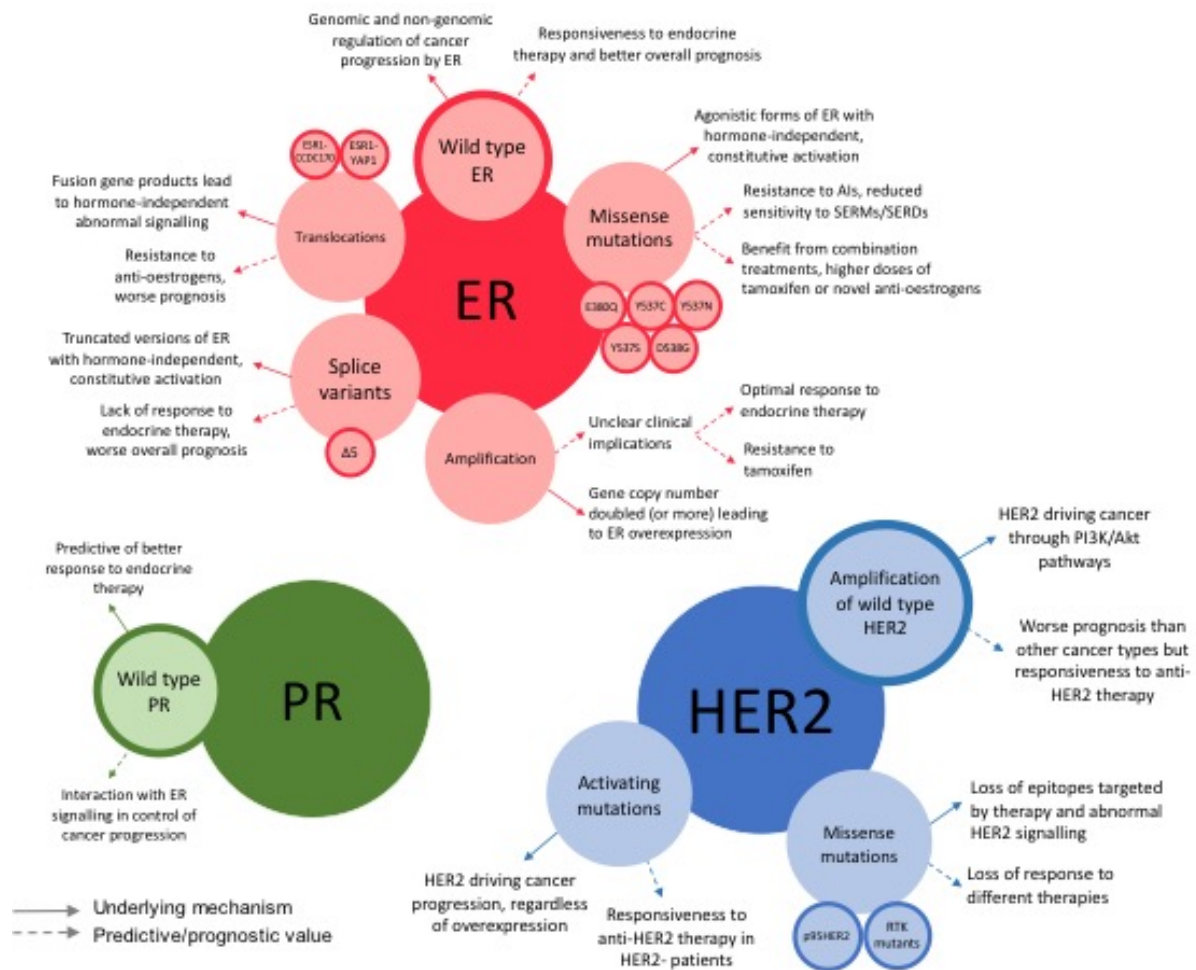 Genomic and non-genomic
regulation of cancer
progression by ER
Responsiveness to endocrine
therapy and better overall prognosis
Wild type
ER
ESR1-
CCDC170
ESR1-
YAP1
Translocations
Fusion gene products lead
to hormone-independent
abnormal signalling
Resistance to
anti-oestrogens,
worse prognosis
Agonistic forms of ER with
hormone-independent,
constitutive activation
Missense
mutations
Resistance to AIs, reduced
sensitivity to SERMs/SERDs
Benefit from combination
treatments, higher doses of
tamoxifen or novel anti-oestrogens
E380Q
Y537C
Y537N
Y537S
D538G
ER
Truncated versions of ER
with hormone-independent,
constitutive activation
Splice
variants
Lack of response to
endocrine therapy,
worse overall prognosis
Δ5
Amplification
Unclear clinical
implications
Optimal response to
endocrine therapy
Resistance to
tamoxifen
Gene copy number
doubled (or more) leading
to ER overexpression
Predictive of better
response to endocrine
therapy
Wild type
PR
PR
Interaction with ER
signalling in control of
cancer progression
HER2 driving cancer
through PI3K/Akt
pathways
Amplification
of wild type
HER2
Worse prognosis than
other cancer types but
responsiveness to anti-
HER2 therapy
HER2
Activating
mutations
HER2 driving cancer
progression, regardless
of overexpression
Responsiveness to
anti-HER2 therapy in
HER2- patients
Missense
mutations
Loss of epitopes targeted
by therapy and abnormal
HER2 signalling
Loss of response to
different therapies
p95HER2
RTK
mutants
Underlying mechanism
Predictive/prognostic value